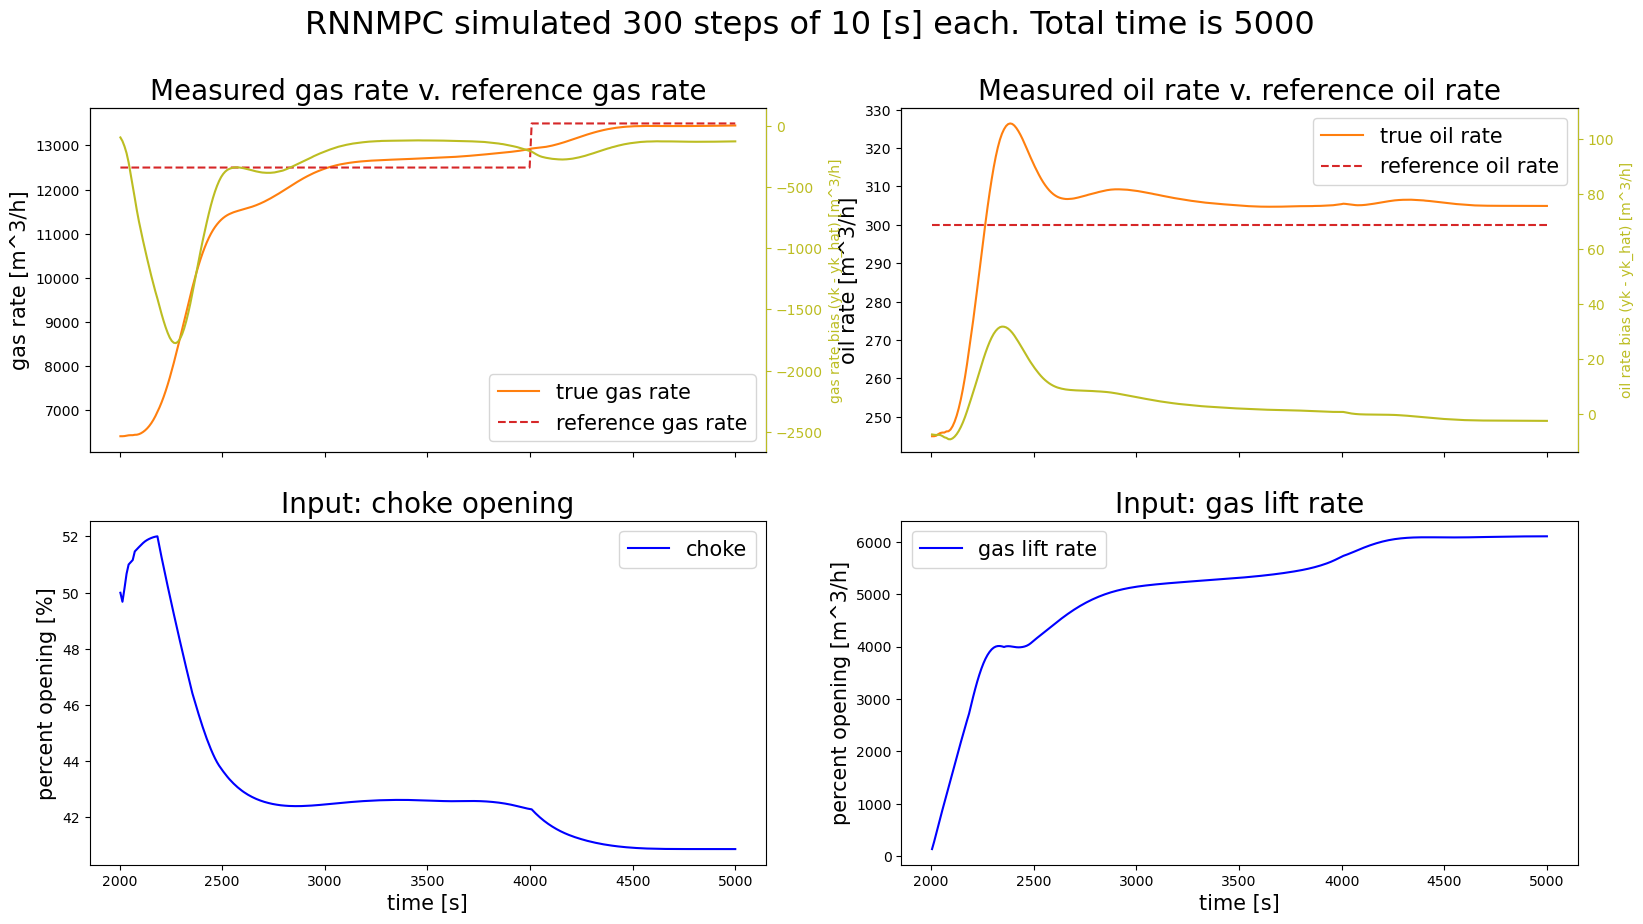 RNNMPC simulated 300 steps of 10 [s] each. Total time is 5000
Measured gas rate v. reference gas rate
gas rate [m^3/h]
13000
12000
11000
10000
9000
8000
7000
0
−500
−1000
−1500
−2000
−2500
gas rate bias (yk - yk_hat) [m^3/h]
true gas rate
reference gas rate
Measured oil rate v. reference oil rate
oil rate [m^3/h]
330
320
310
300
290
280
270
260
250
100
80
60
40
20
0
oil rate bias (yk - yk_hat) [m^3/h]
true oil rate
reference oil rate
Input: choke opening
percent opening [%]
52
50
48
46
44
42
choke
2000 2500 3000 3500 4000 4500 5000
time [s]
Input: gas lift rate
percent opening [m^3/h]
6000
5000
4000
3000
2000
1000
0
gas lift rate
2000 2500 3000 3500 4000 4500 5000
time [s]